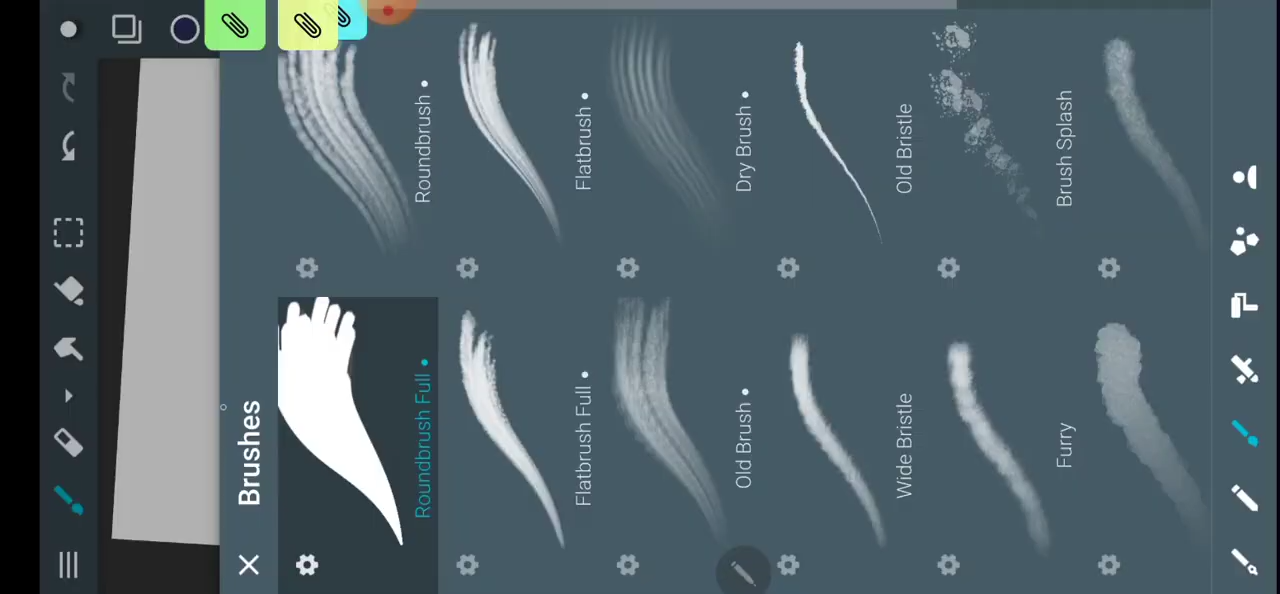 Brushes
Roundbrush Full •
Roundbrush •
Flatbrush Full •
Flatbrush •
Old Brush •
Dry Brush •
Wide Bristle
Old Bristle
Furry
Brush Splash